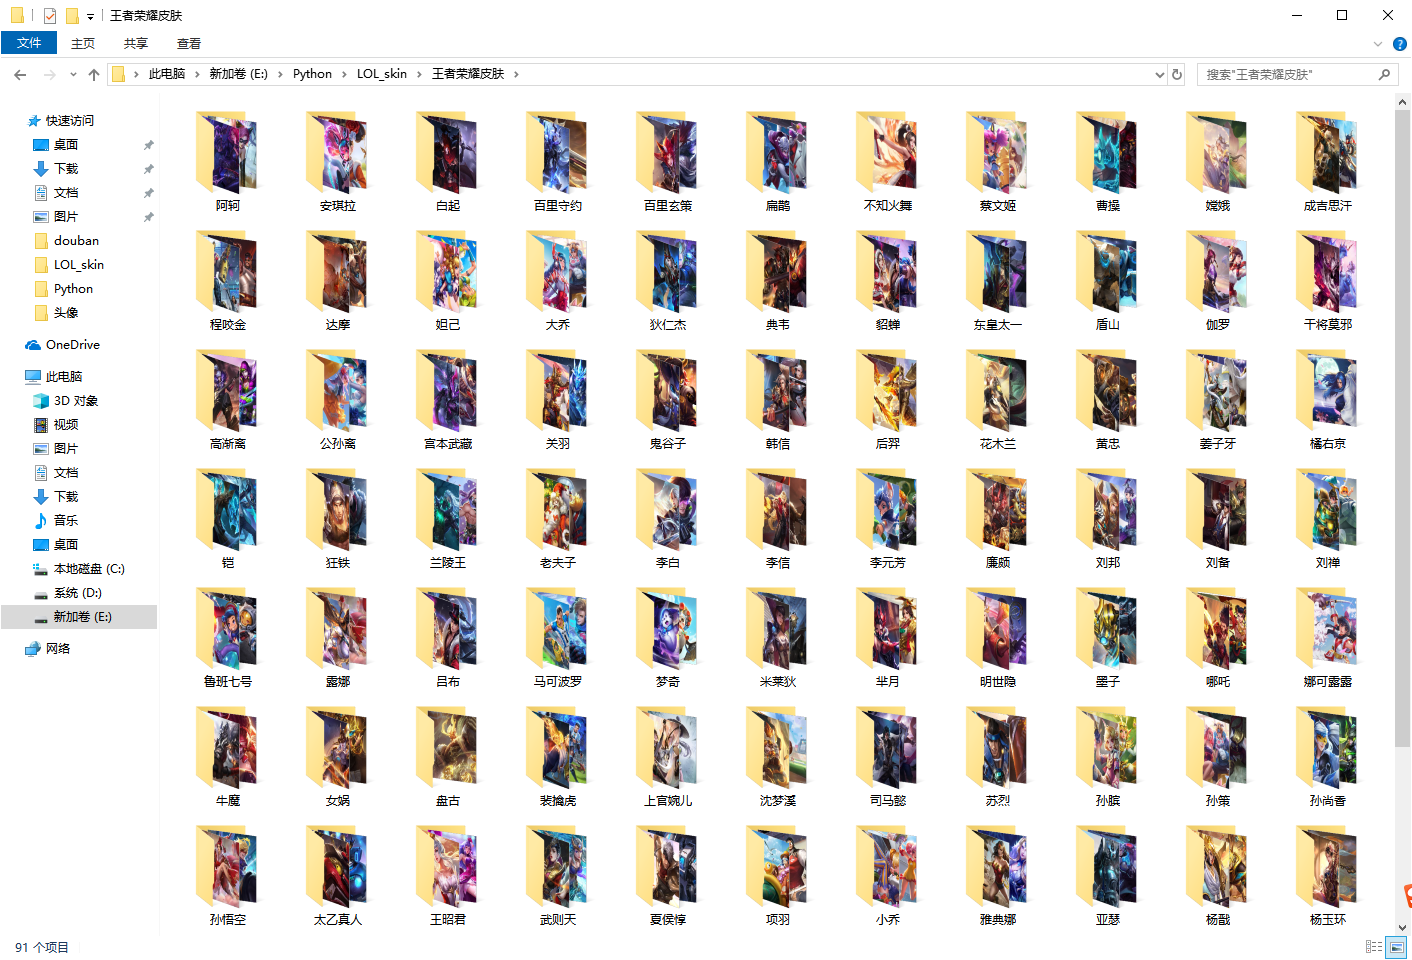 王者荣耀皮肤
文件 主页 共享 查看
此电脑 新加卷 (E:) Python LOL_skin 王者荣耀皮肤
搜索"王者荣耀皮肤"
快速访问
桌面
下载
文档
图片
douban
LOL_skin
Python
头像
OneDrive
此电脑
3D 对象
视频
图片
文档
下载
音乐
桌面
本地磁盘 (C:)
系统 (D:)
新加卷 (E:)
网络
阿轲 安琪拉 白起 百里守约 百里玄策 扁鹊 不知火舞 蔡文姬 曹操 嫦娥 成吉思汗
程咬金 达摩 妲己 大乔 狄仁杰 典韦 貂蝉 东皇太一 盾山 伽罗 干将莫邪
高渐离 公孙离 宫本武藏 关羽 鬼谷子 韩信 后羿 花木兰 黄忠 姜子牙 橘右京
铠 狂铁 兰陵王 老夫子 李白 李信 李元芳 廉颇 刘邦 刘备 刘禅
鲁班七号 露娜 吕布 马可波罗 梦奇 米莱狄 芈月 明世隐 墨子 哪吒 娜可露露
牛魔 女娲 盘古 裴擒虎 上官婉儿 沈梦溪 司马懿 苏烈 孙膑 孙策 孙尚香
孙悟空 太乙真人 王昭君 武则天 夏侯惇 项羽 小乔 雅典娜 亚瑟 杨戬 杨玉环
91 个项目